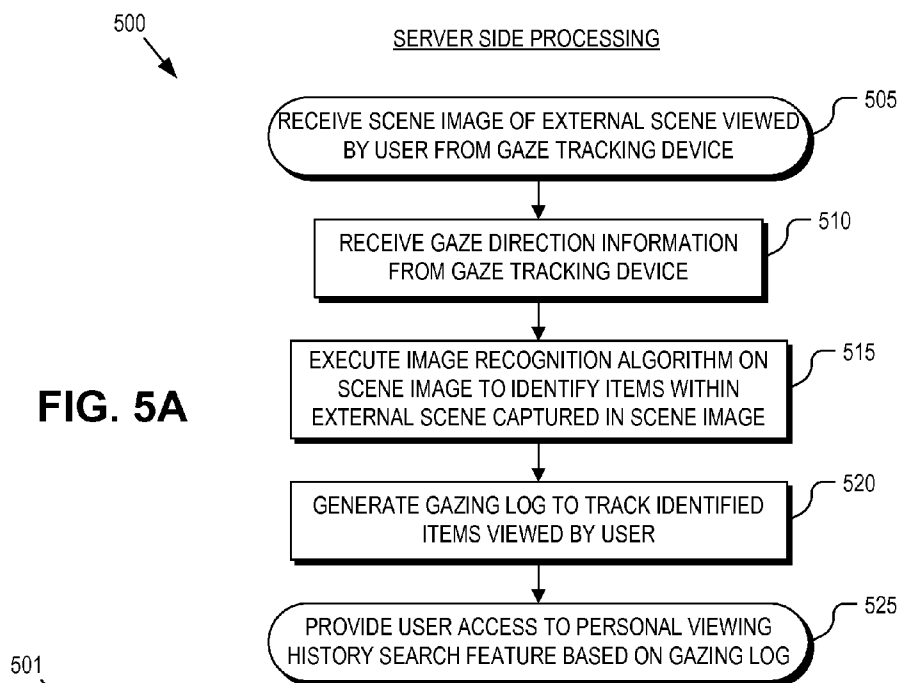 500
SERVER SIDE PROCESSING
505
RECEIVE SCENE IMAGE OF EXTERNAL SCENE VIEWED
BY USER FROM GAZE TRACKING DEVICE
510
RECEIVE GAZE DIRECTION INFORMATION
FROM GAZE TRACKING DEVICE
515
EXECUTE IMAGE RECOGNITION ALGORITHM ON
SCENE IMAGE TO IDENTIFY ITEMS WITHIN
EXTERNAL SCENE CAPTURED IN SCENE IMAGE
FIG. 5A
520
GENERATE GAZING LOG TO TRACK IDENTIFIED
ITEMS VIEWED BY USER
525
PROVIDE USER ACCESS TO PERSONAL VIEWING
HISTORY SEARCH FEATURE BASED ON GAZING LOG
501